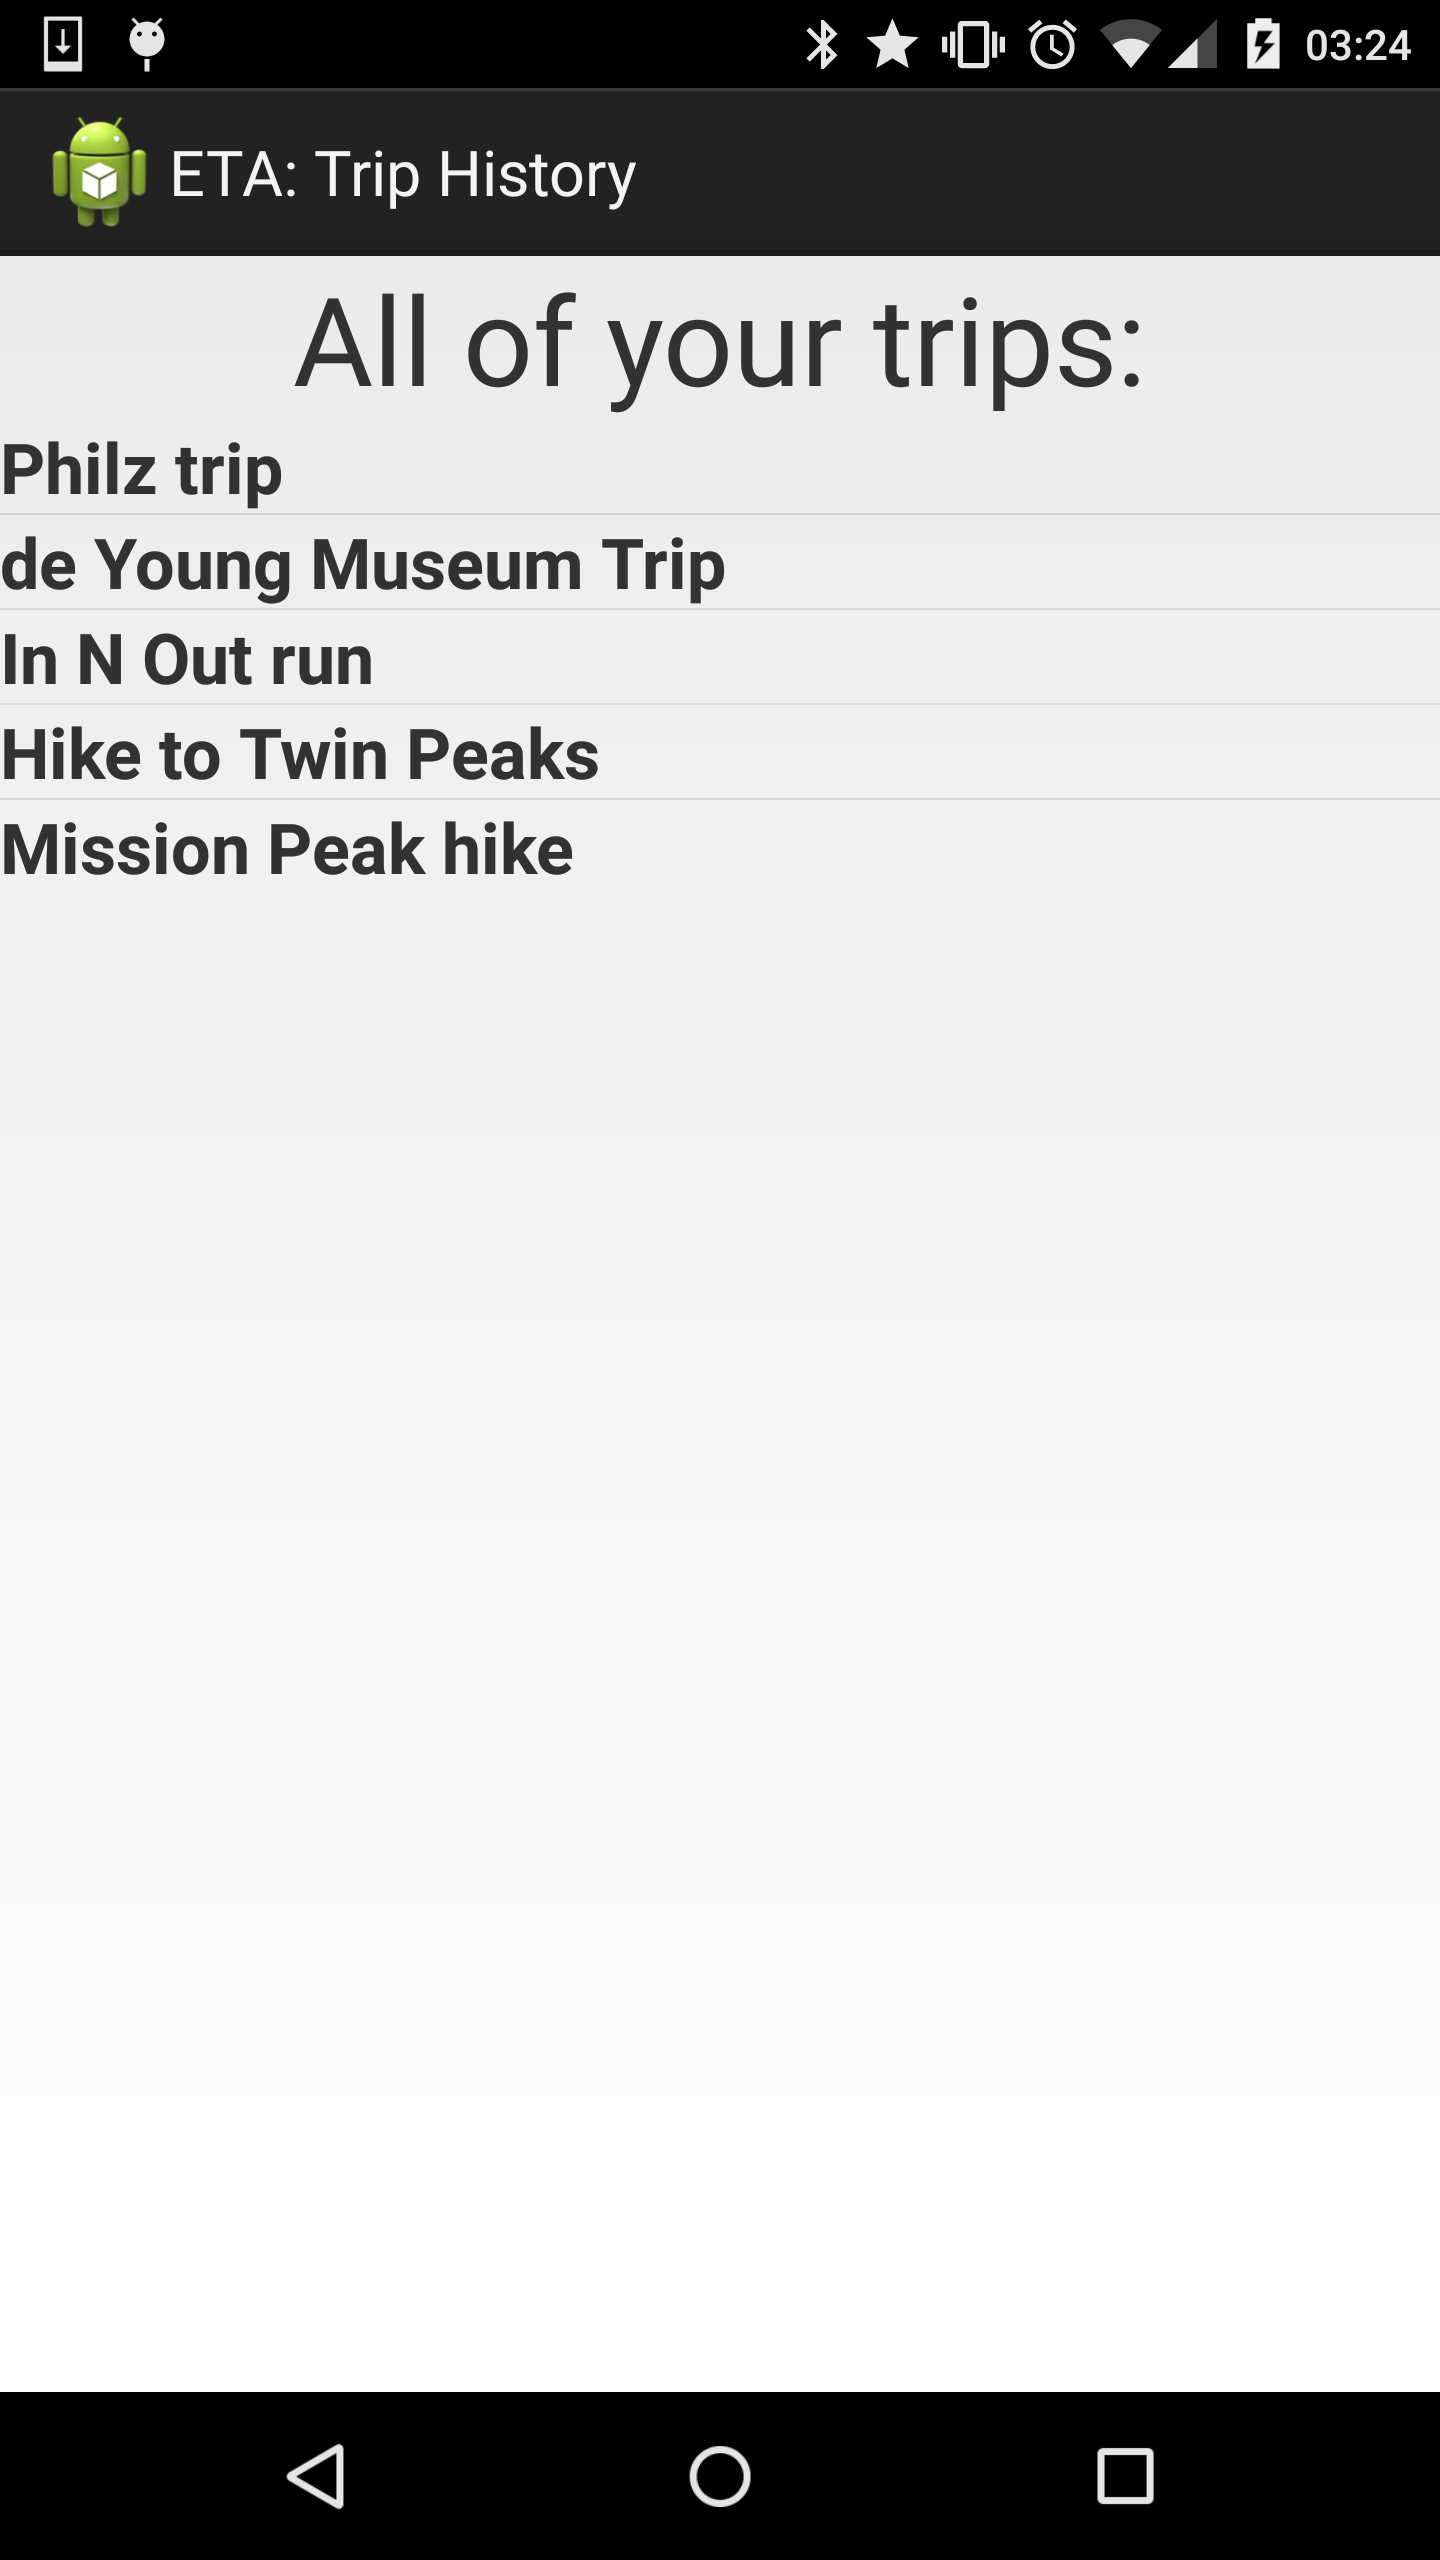 03:24
ETA: Trip History
All of your trips:
Philz trip
de Young Museum Trip
In N Out run
Hike to Twin Peaks
Mission Peak hike